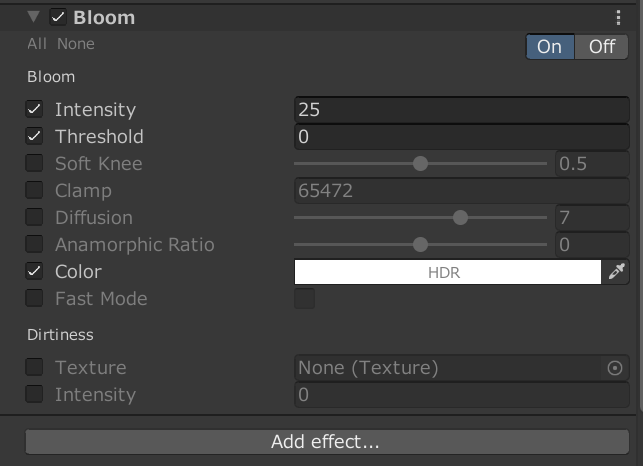 Bloom
All None
On Off
Bloom
Intensity 25
Threshold 0
Soft Knee 0.5
Clamp 65472
Diffusion 7
Anamorphic Ratio 0
Color HDR
Fast Mode
Dirtiness
Texture None (Texture)
Intensity 0
Add effect...